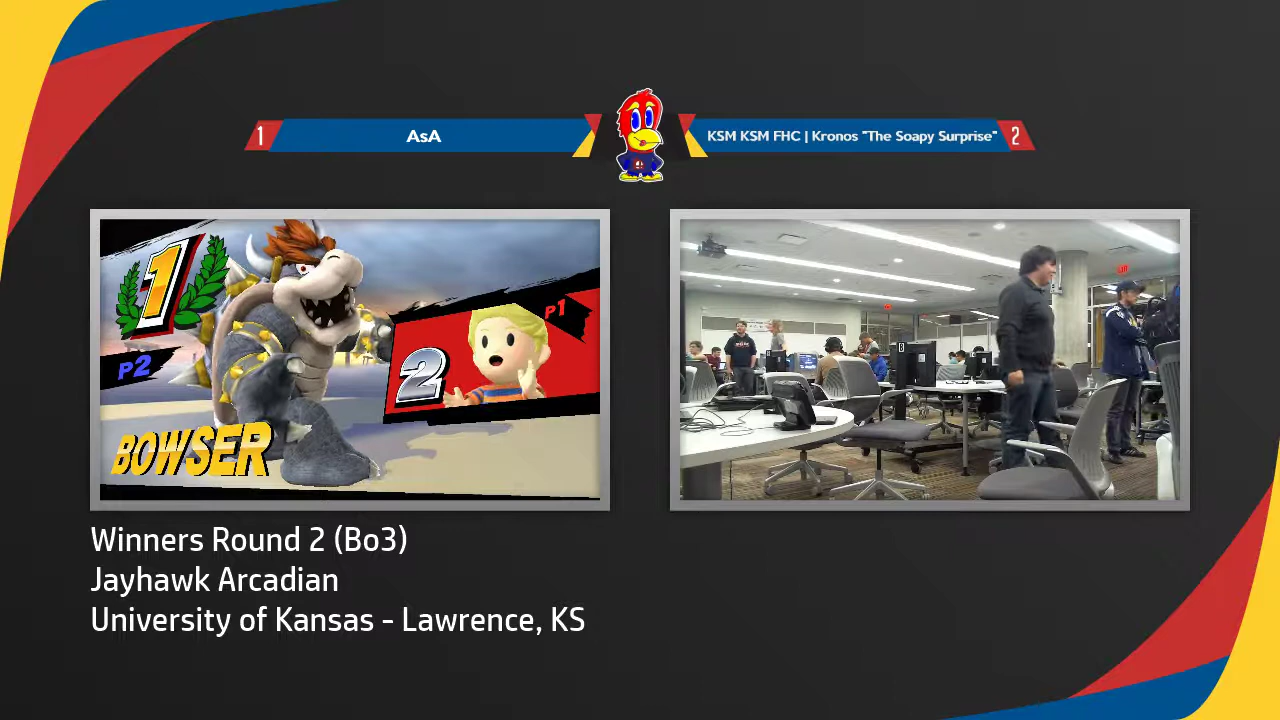 1
AsA
KSM KSM FHC | Kronos "The Soapy Surprise"
2
1
P2
BOWSER
P1
2
Winners Round 2 (Bo3)
Jayhawk Arcadian
University of Kansas - Lawrence, KS